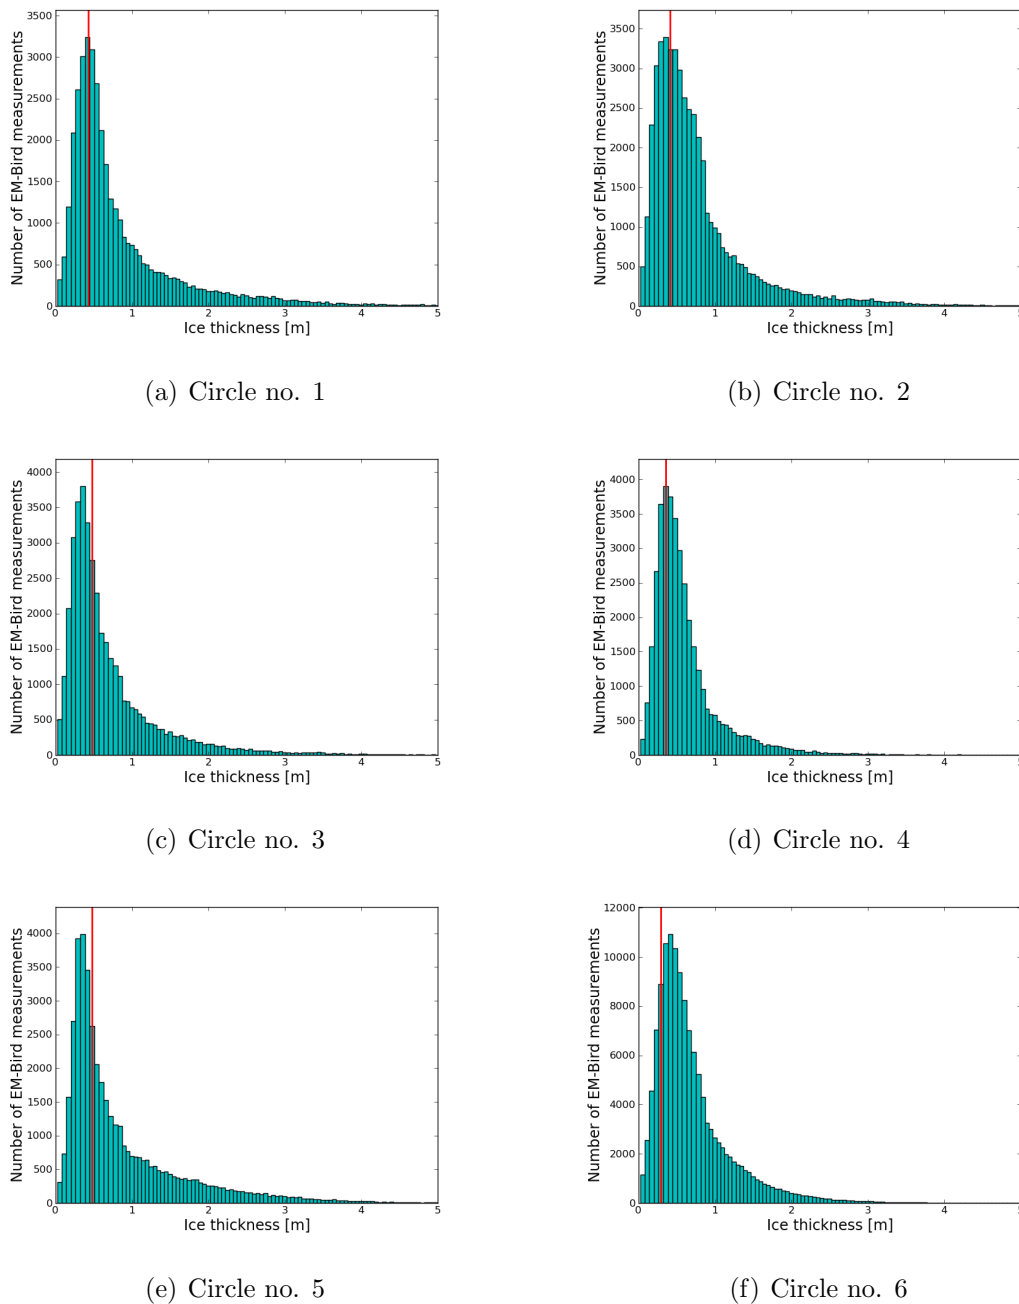 3500
3000
2500
2000
1500
1000
500
0
Number of EM-Bird measurements
0 1 2 3 4 5
Ice thickness [m]
(a) Circle no. 1
3500
3000
2500
2000
1500
1000
500
0
Number of EM-Bird measurements
0 1 2 3 4 5
Ice thickness [m]
(b) Circle no. 2
4000
3500
3000
2500
2000
1500
1000
500
0
Number of EM-Bird measurements
0 1 2 3 4 5
Ice thickness [m]
(c) Circle no. 3
4000
3500
3000
2500
2000
1500
1000
500
0
Number of EM-Bird measurements
0 1 2 3 4 5
Ice thickness [m]
(d) Circle no. 4
4000
3500
3000
2500
2000
1500
1000
500
0
Number of EM-Bird measurements
0 1 2 3 4 5
Ice thickness [m]
(e) Circle no. 5
12000
10000
8000
6000
4000
2000
0
Number of EM-Bird measurements
0 1 2 3 4 5
Ice thickness [m]
(f) Circle no. 6